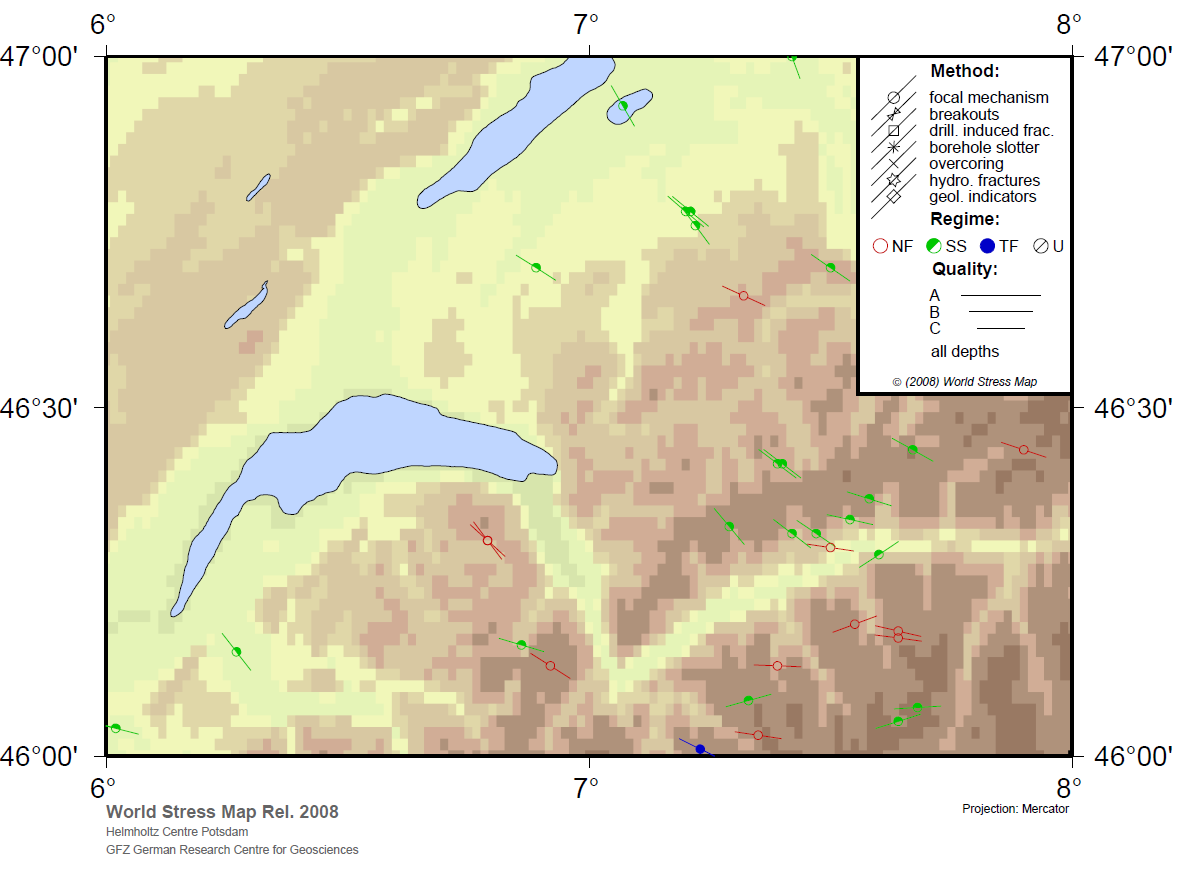 6° 7° 8°
47°00' 47°00'
Method:
focal mechanism
breakouts
drill. induced frac.
borehole slotter
overcoring
hydro. fractures
geol. indicators
Regime:
NF SS TF U
Quality:
A
B
C
all depths
© (2008) World Stress Map
46°30' 46°30'
46°00' 46°00'
6° 7° 8°
World Stress Map Rel. 2008 Projection: Mercator
Helmholtz Centre Potsdam
GFZ German Research Centre for Geosciences